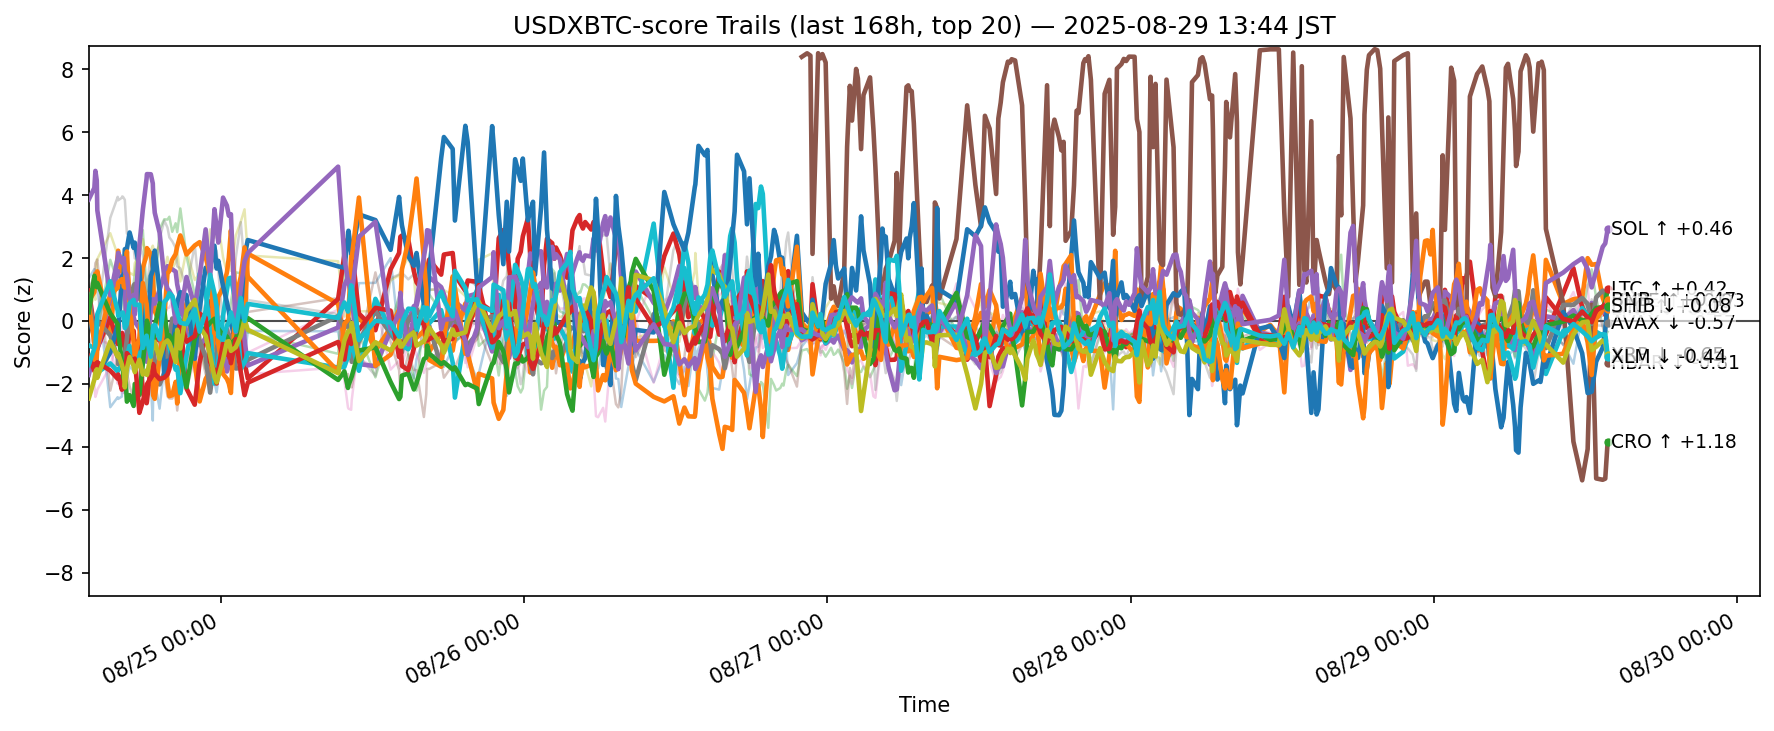 USDXBTC-score Trails (last 168h, top 20) — 2025-08-29 13:44 JST
Score (z)
8
6
4
2
0
−2
−4
−6
−8
SOL ↑ +0.46
LTC ↑ +0.42
SHIB ↓ -0.08
AVAX ↓ -0.57
XLM ↓ -0.44
CRO ↑ +1.18
08/25 00:00
08/26 00:00
08/27 00:00
08/28 00:00
08/29 00:00
08/30 00:00
Time